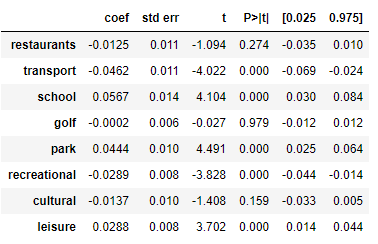 coef std err t P>|t| [0.025 0.975]
restaurants -0.0125 0.011 -1.094 0.274 -0.035 0.010
transport -0.0462 0.011 -4.022 0.000 -0.069 -0.024
school 0.0567 0.014 4.104 0.000 0.030 0.084
golf -0.0002 0.006 -0.027 0.979 -0.012 0.012
park 0.0444 0.010 4.491 0.000 0.025 0.064
recreational -0.0289 0.008 -3.828 0.000 -0.044 -0.014
cultural -0.0137 0.010 -1.408 0.159 -0.033 0.005
leisure 0.0288 0.008 3.702 0.000 0.014 0.044